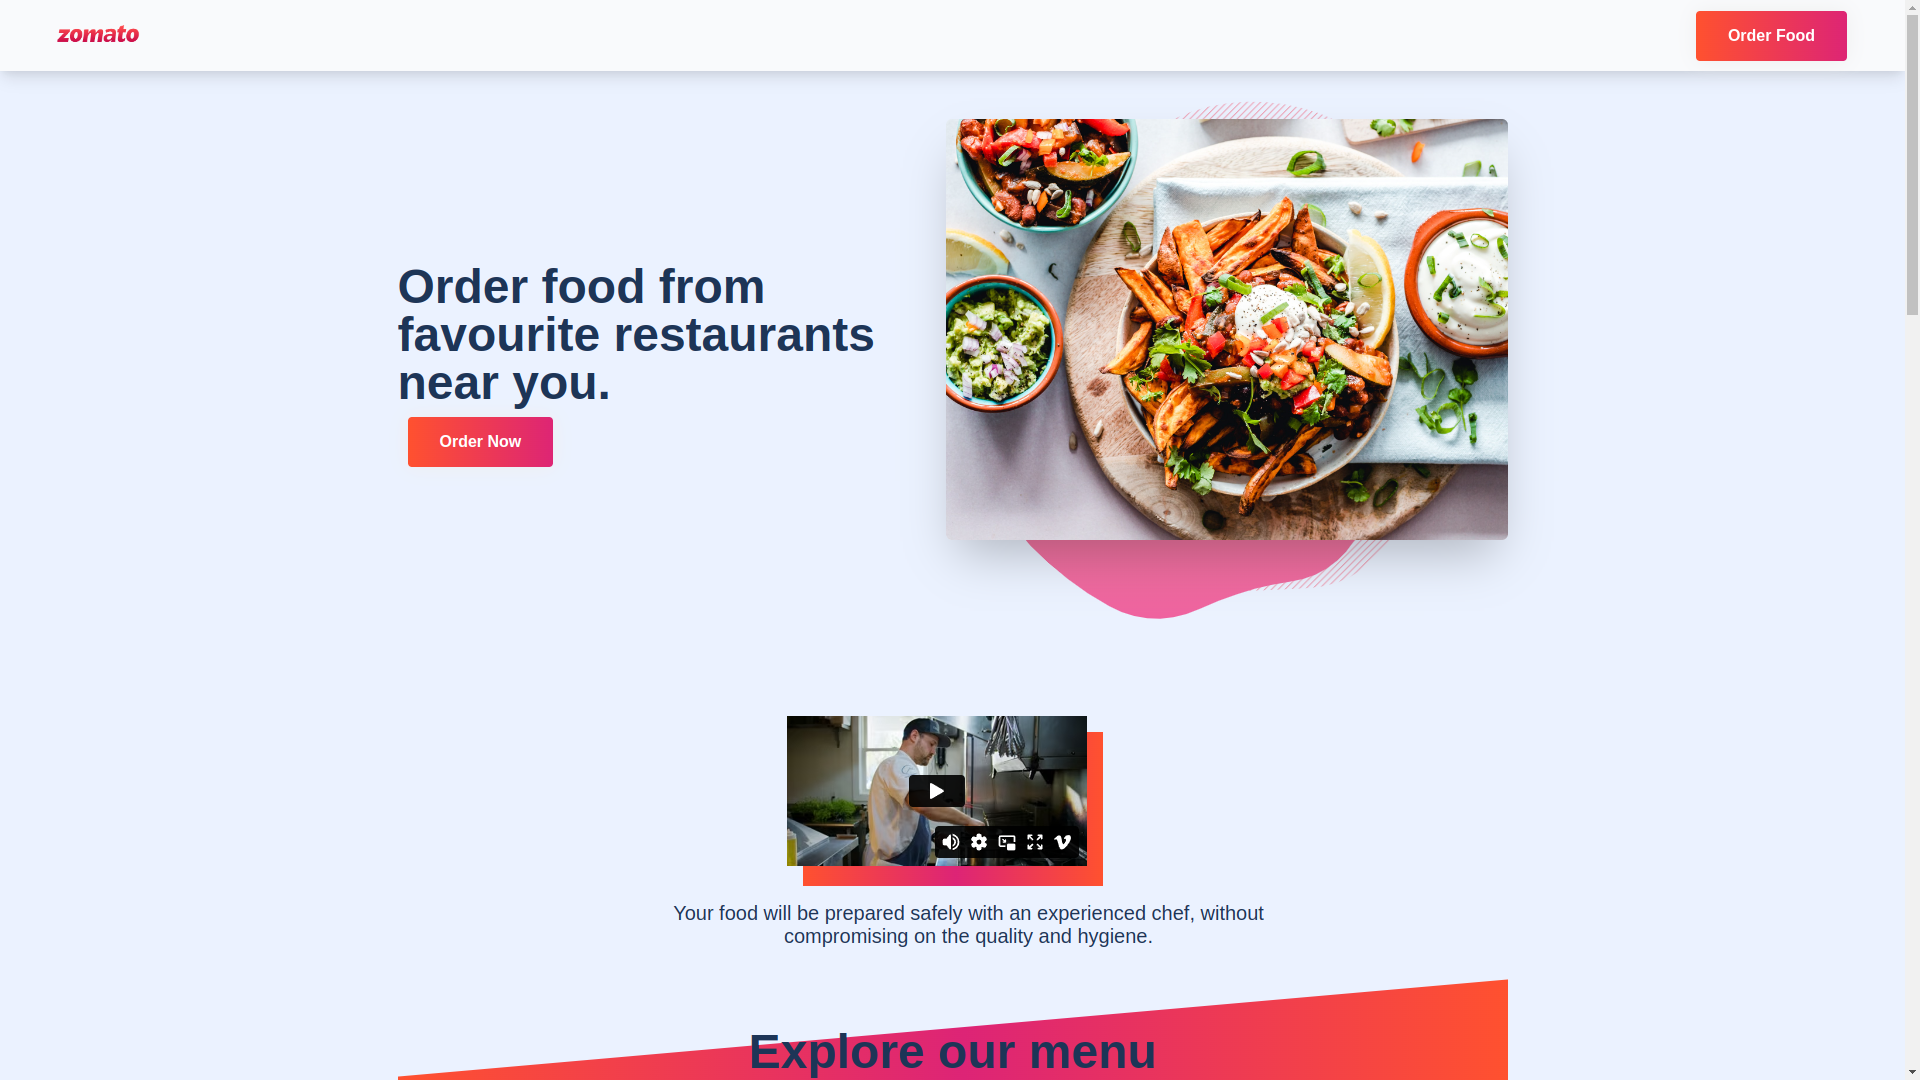 zomato
Order Food
Order food from
favourite restaurants
near you.
Order Now
Your food will be prepared safely with an experienced chef, without
compromising on the quality and hygiene.
Explore our menu